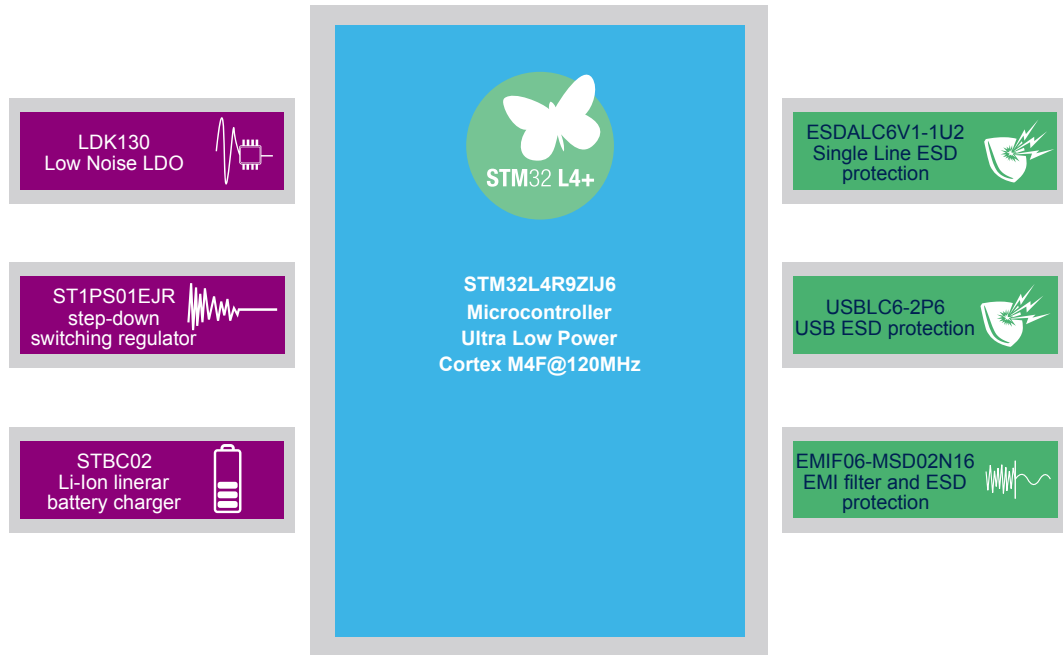 LDK130
Low Noise LDO
ST1PS01EJR
step-down
switching regulator
STBC02
Li-Ion linerar
battery charger
STM32 L4+
STM32L4R9ZIJ6
Microcontroller
Ultra Low Power
Cortex M4F@120MHz
ESDALC6V1-1U2
Single Line ESD
protection
USBLC6-2P6
USB ESD protection
EMIF06-MSD02N16
EMI filter and ESD
protection